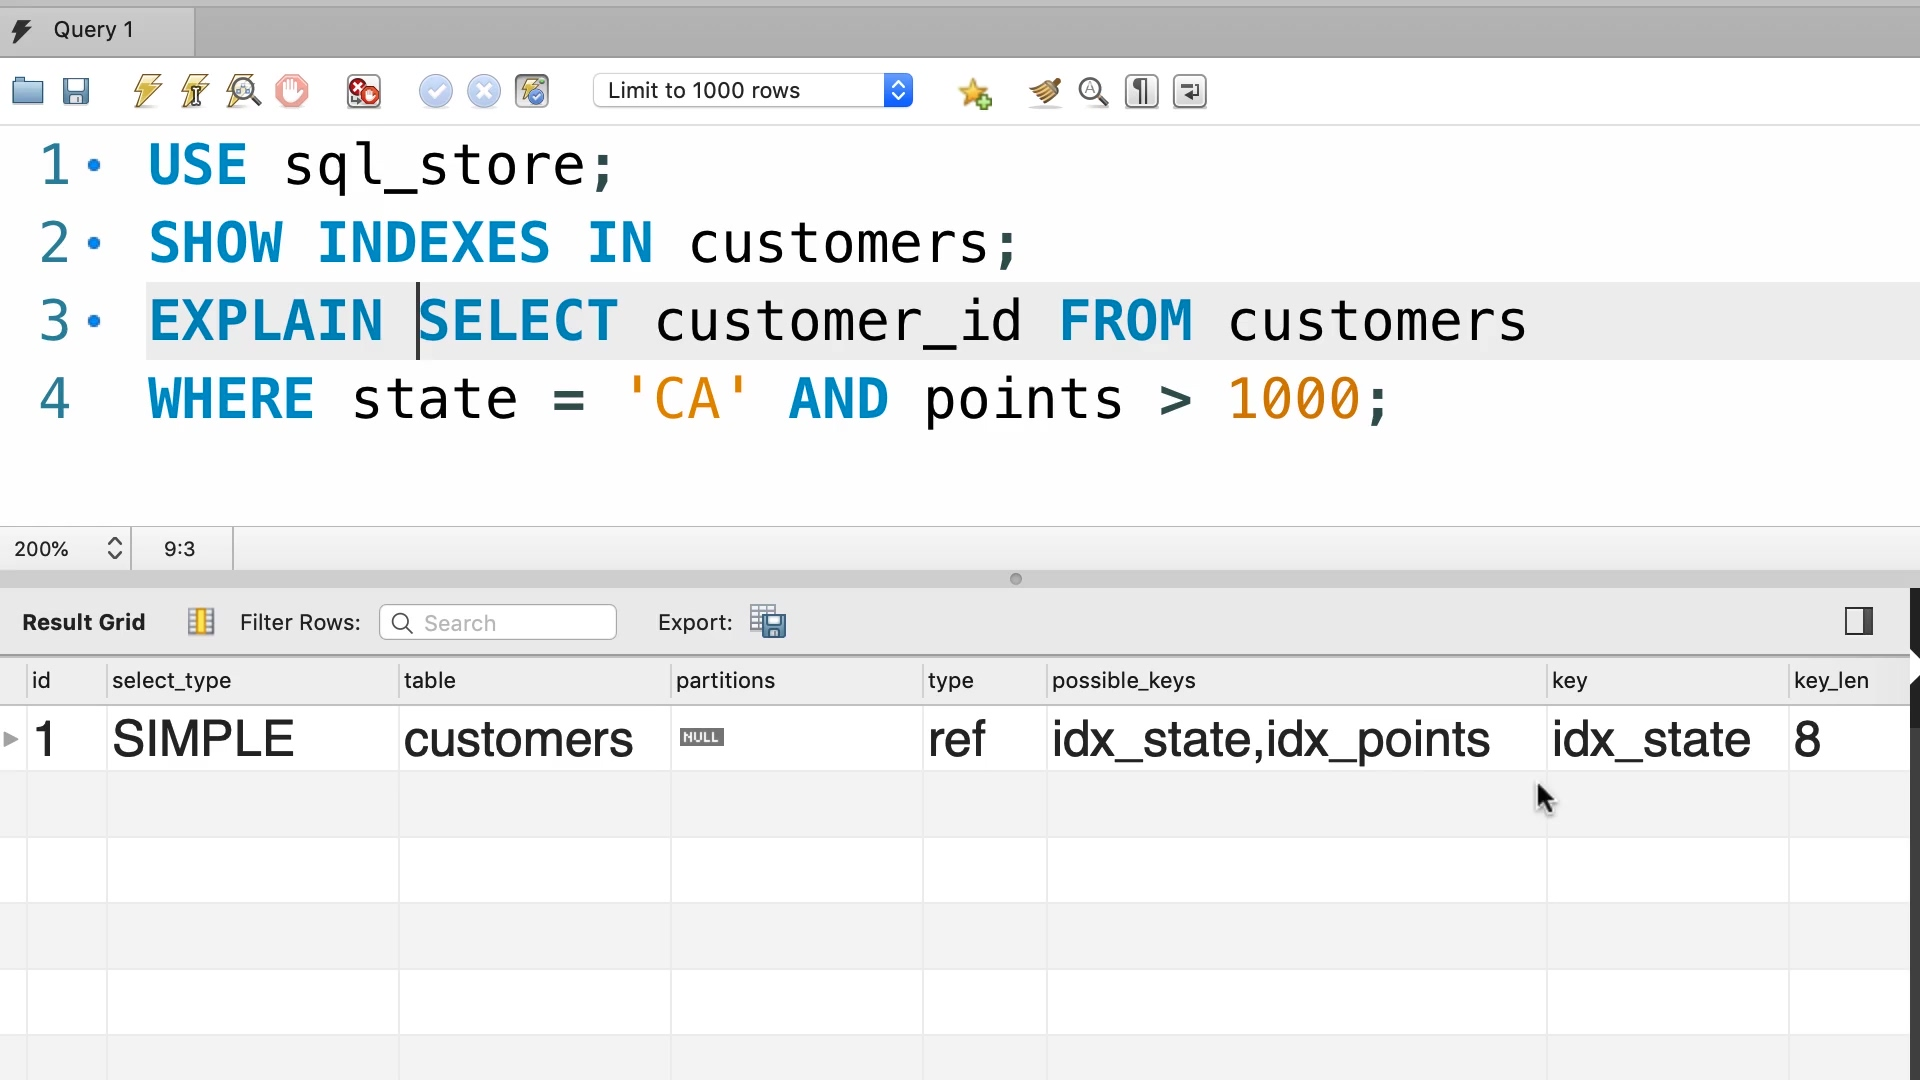 Query 1
Limit to 1000 rows
1 USE sql_store;
2 SHOW INDEXES IN customers;
3 EXPLAIN SELECT customer_id FROM customers
4 WHERE state = 'CA' AND points > 1000;
200% 9:3
Result Grid Filter Rows: Search Export:
id select_type table partitions type possible_keys key key_len
1 SIMPLE customers NULL ref idx_state,idx_points idx_state 8